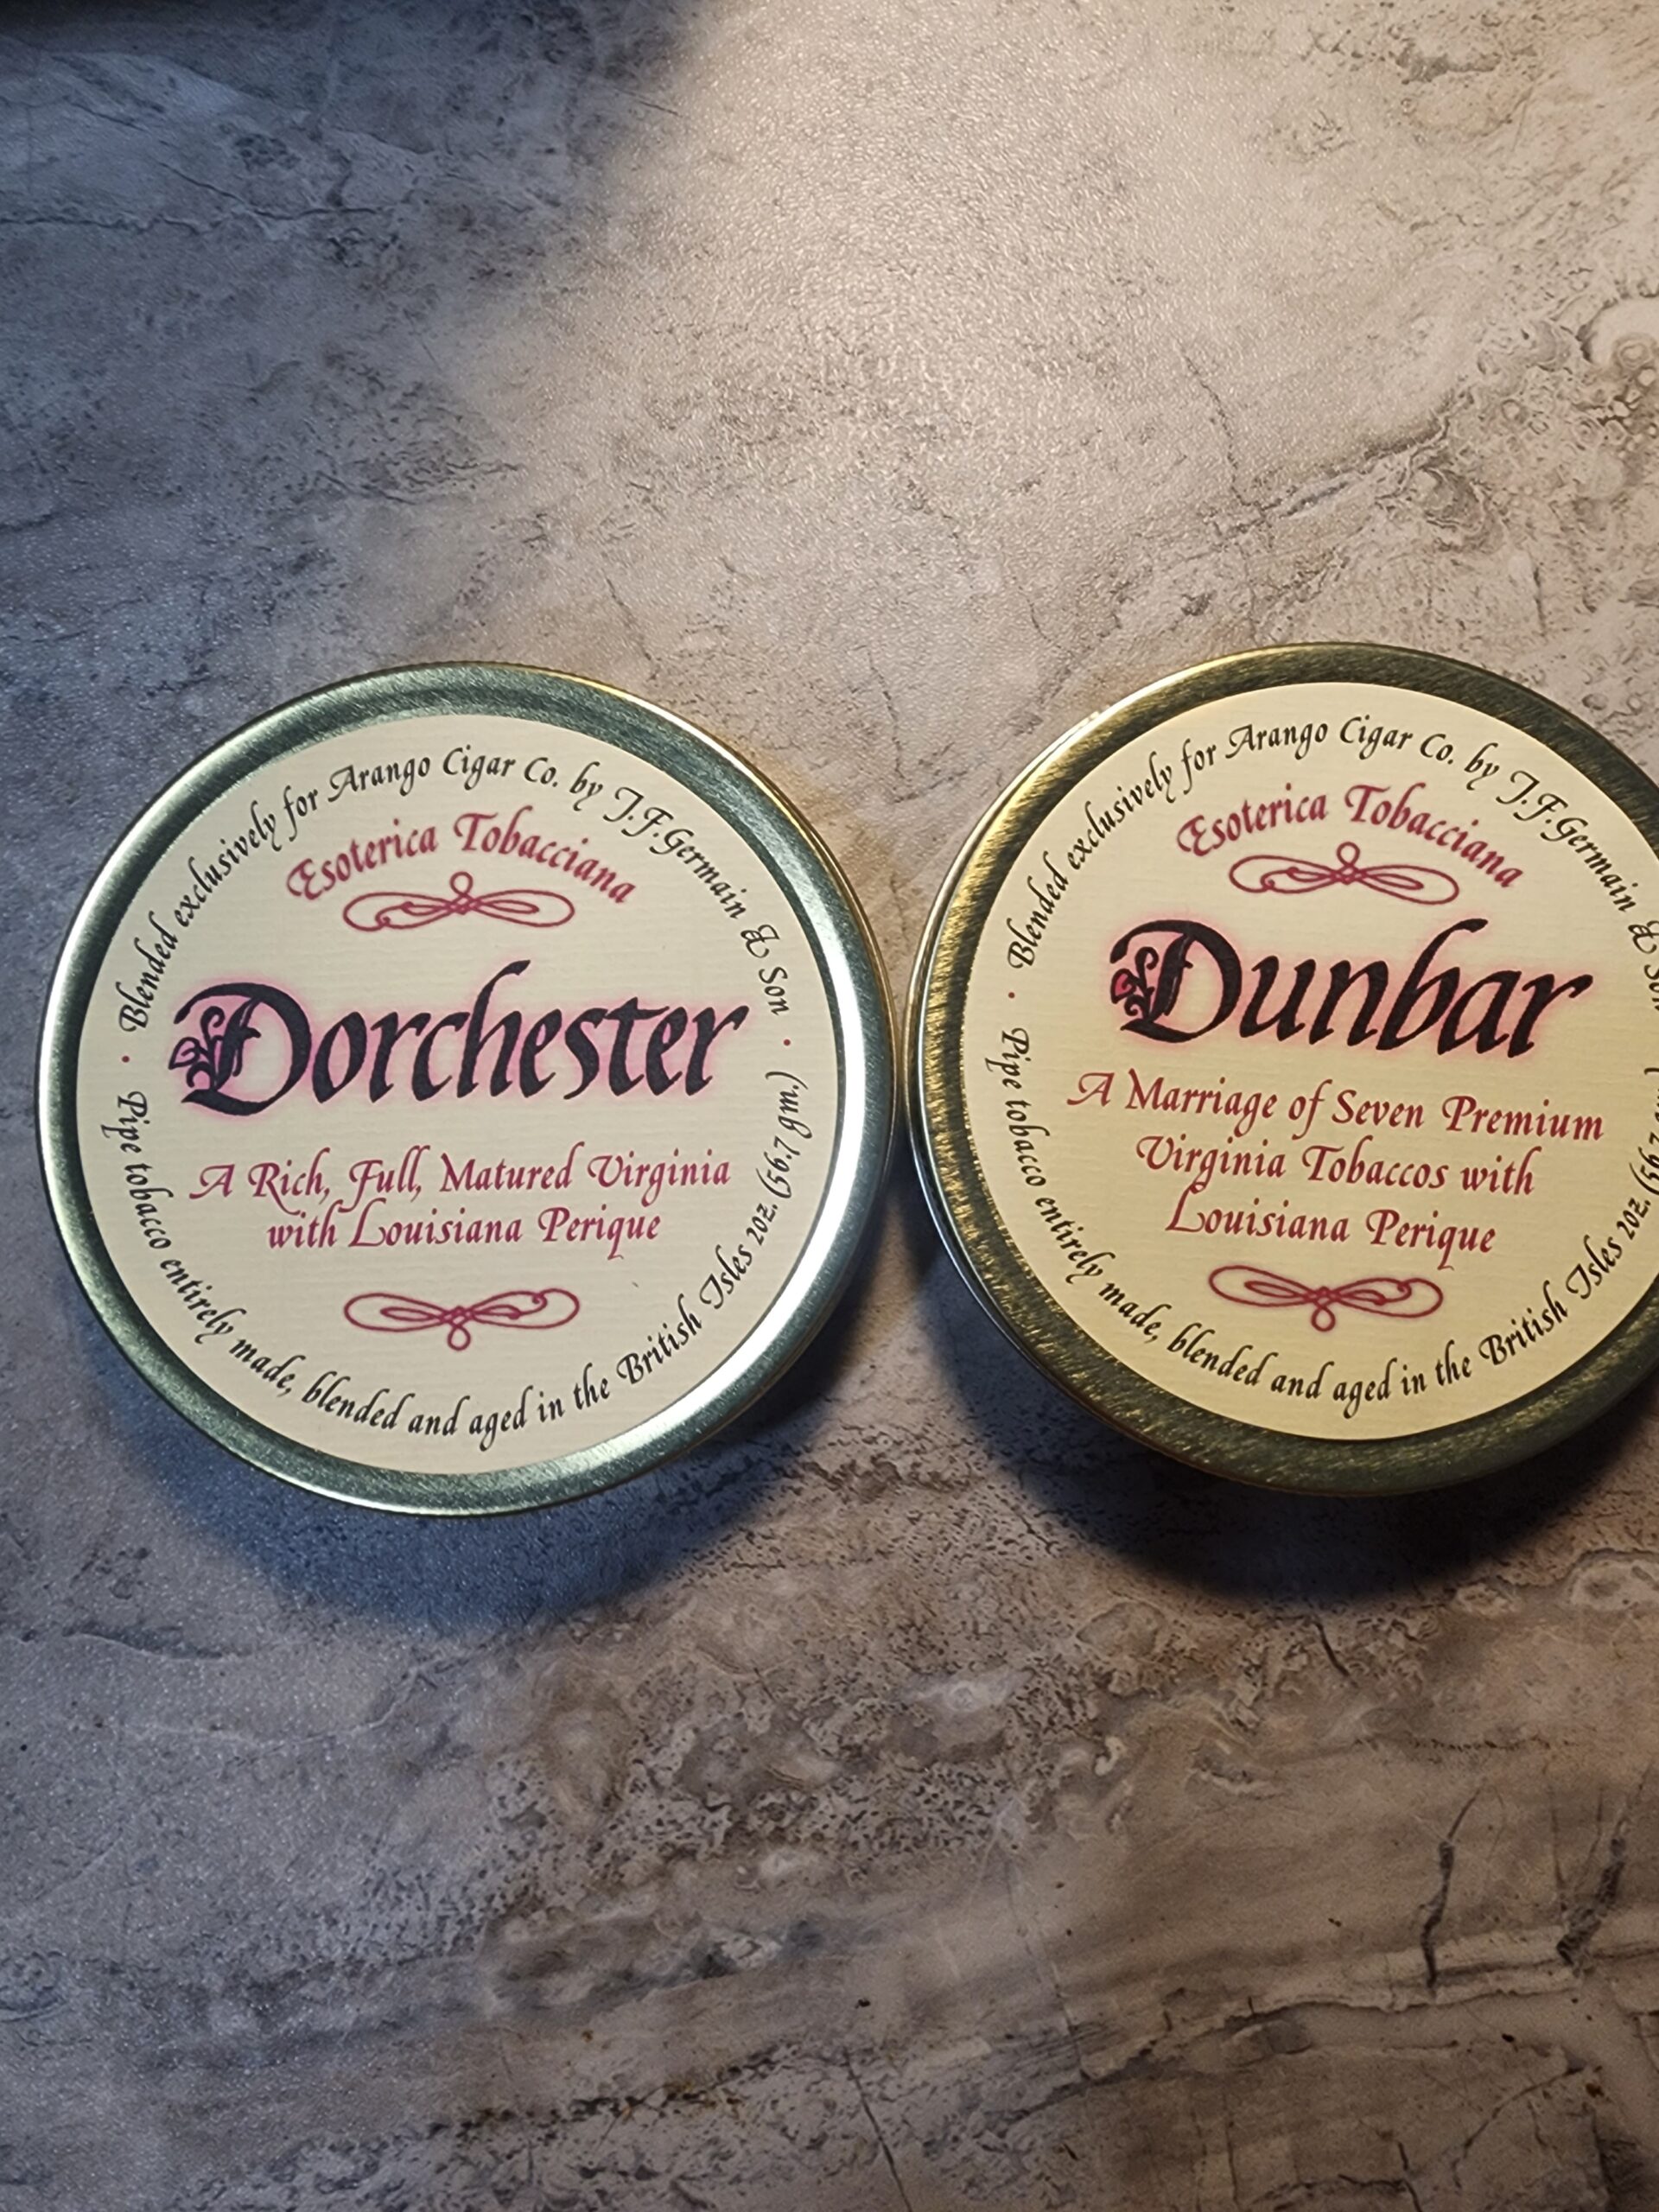 Blended exclusively for Arango Cigar Co. by J.F.Germain & Son
Esoterica Tobacciana
Dorchester
A Rich, Full, Matured Virginia
with Louisiana Perique
Pipe tobacco entirely made, blended and aged in the British Isles 2oz.(56.7 gm.)
Blended exclusively for Arango Cigar Co. by J.F.Germain & Son
Esoterica Tobacciana
Dunbar
A Marriage of Seven Premium
Virginia Tobaccos with
Louisiana Perique
Pipe tobacco entirely made, blended and aged in the British Isles 2oz.(56.7